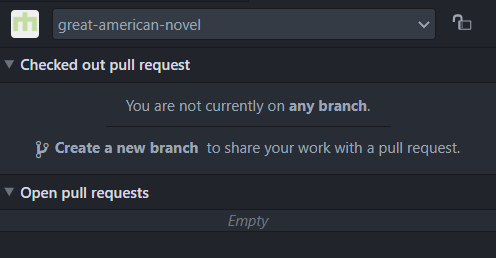 great-american-novel
Checked out pull request
You are not currently on any branch.
Create a new branch to share your work with a pull request.
Open pull requests
Empty